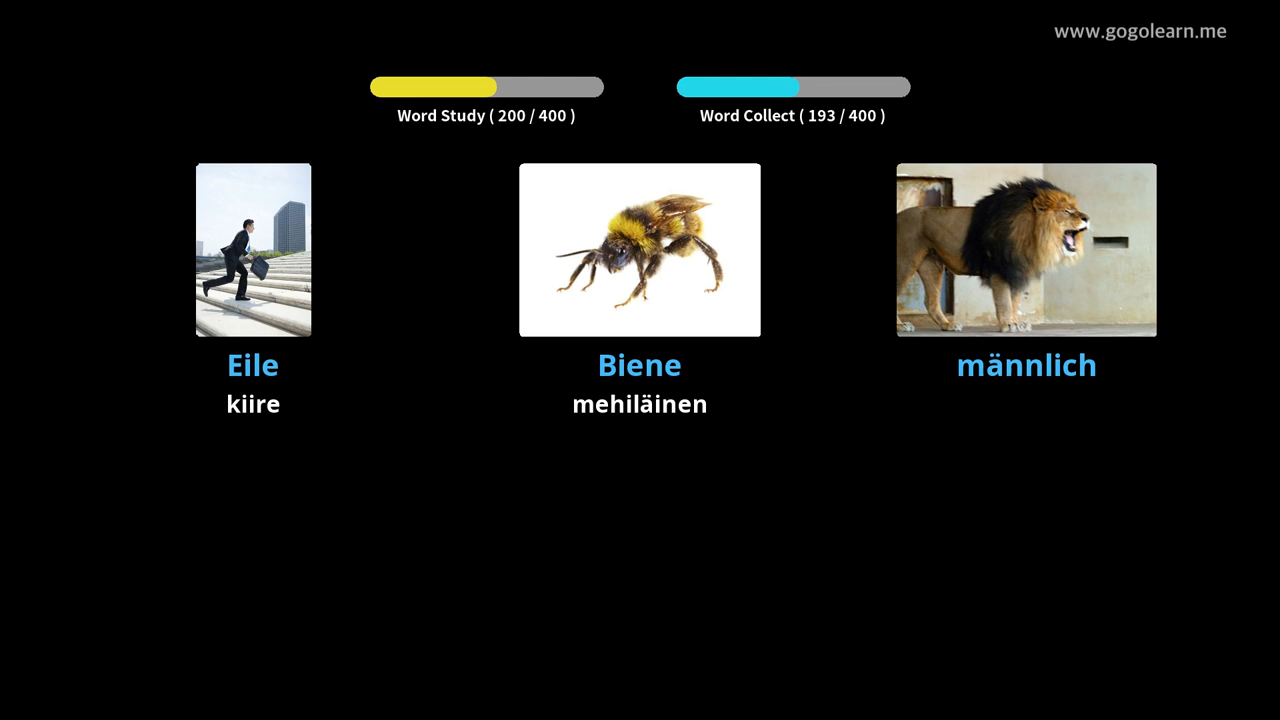 www.gogolearn.me
Word Study ( 200 / 400 )
Word Collect ( 193 / 400 )
Eile
kiire
Biene
mehiläinen
männlich